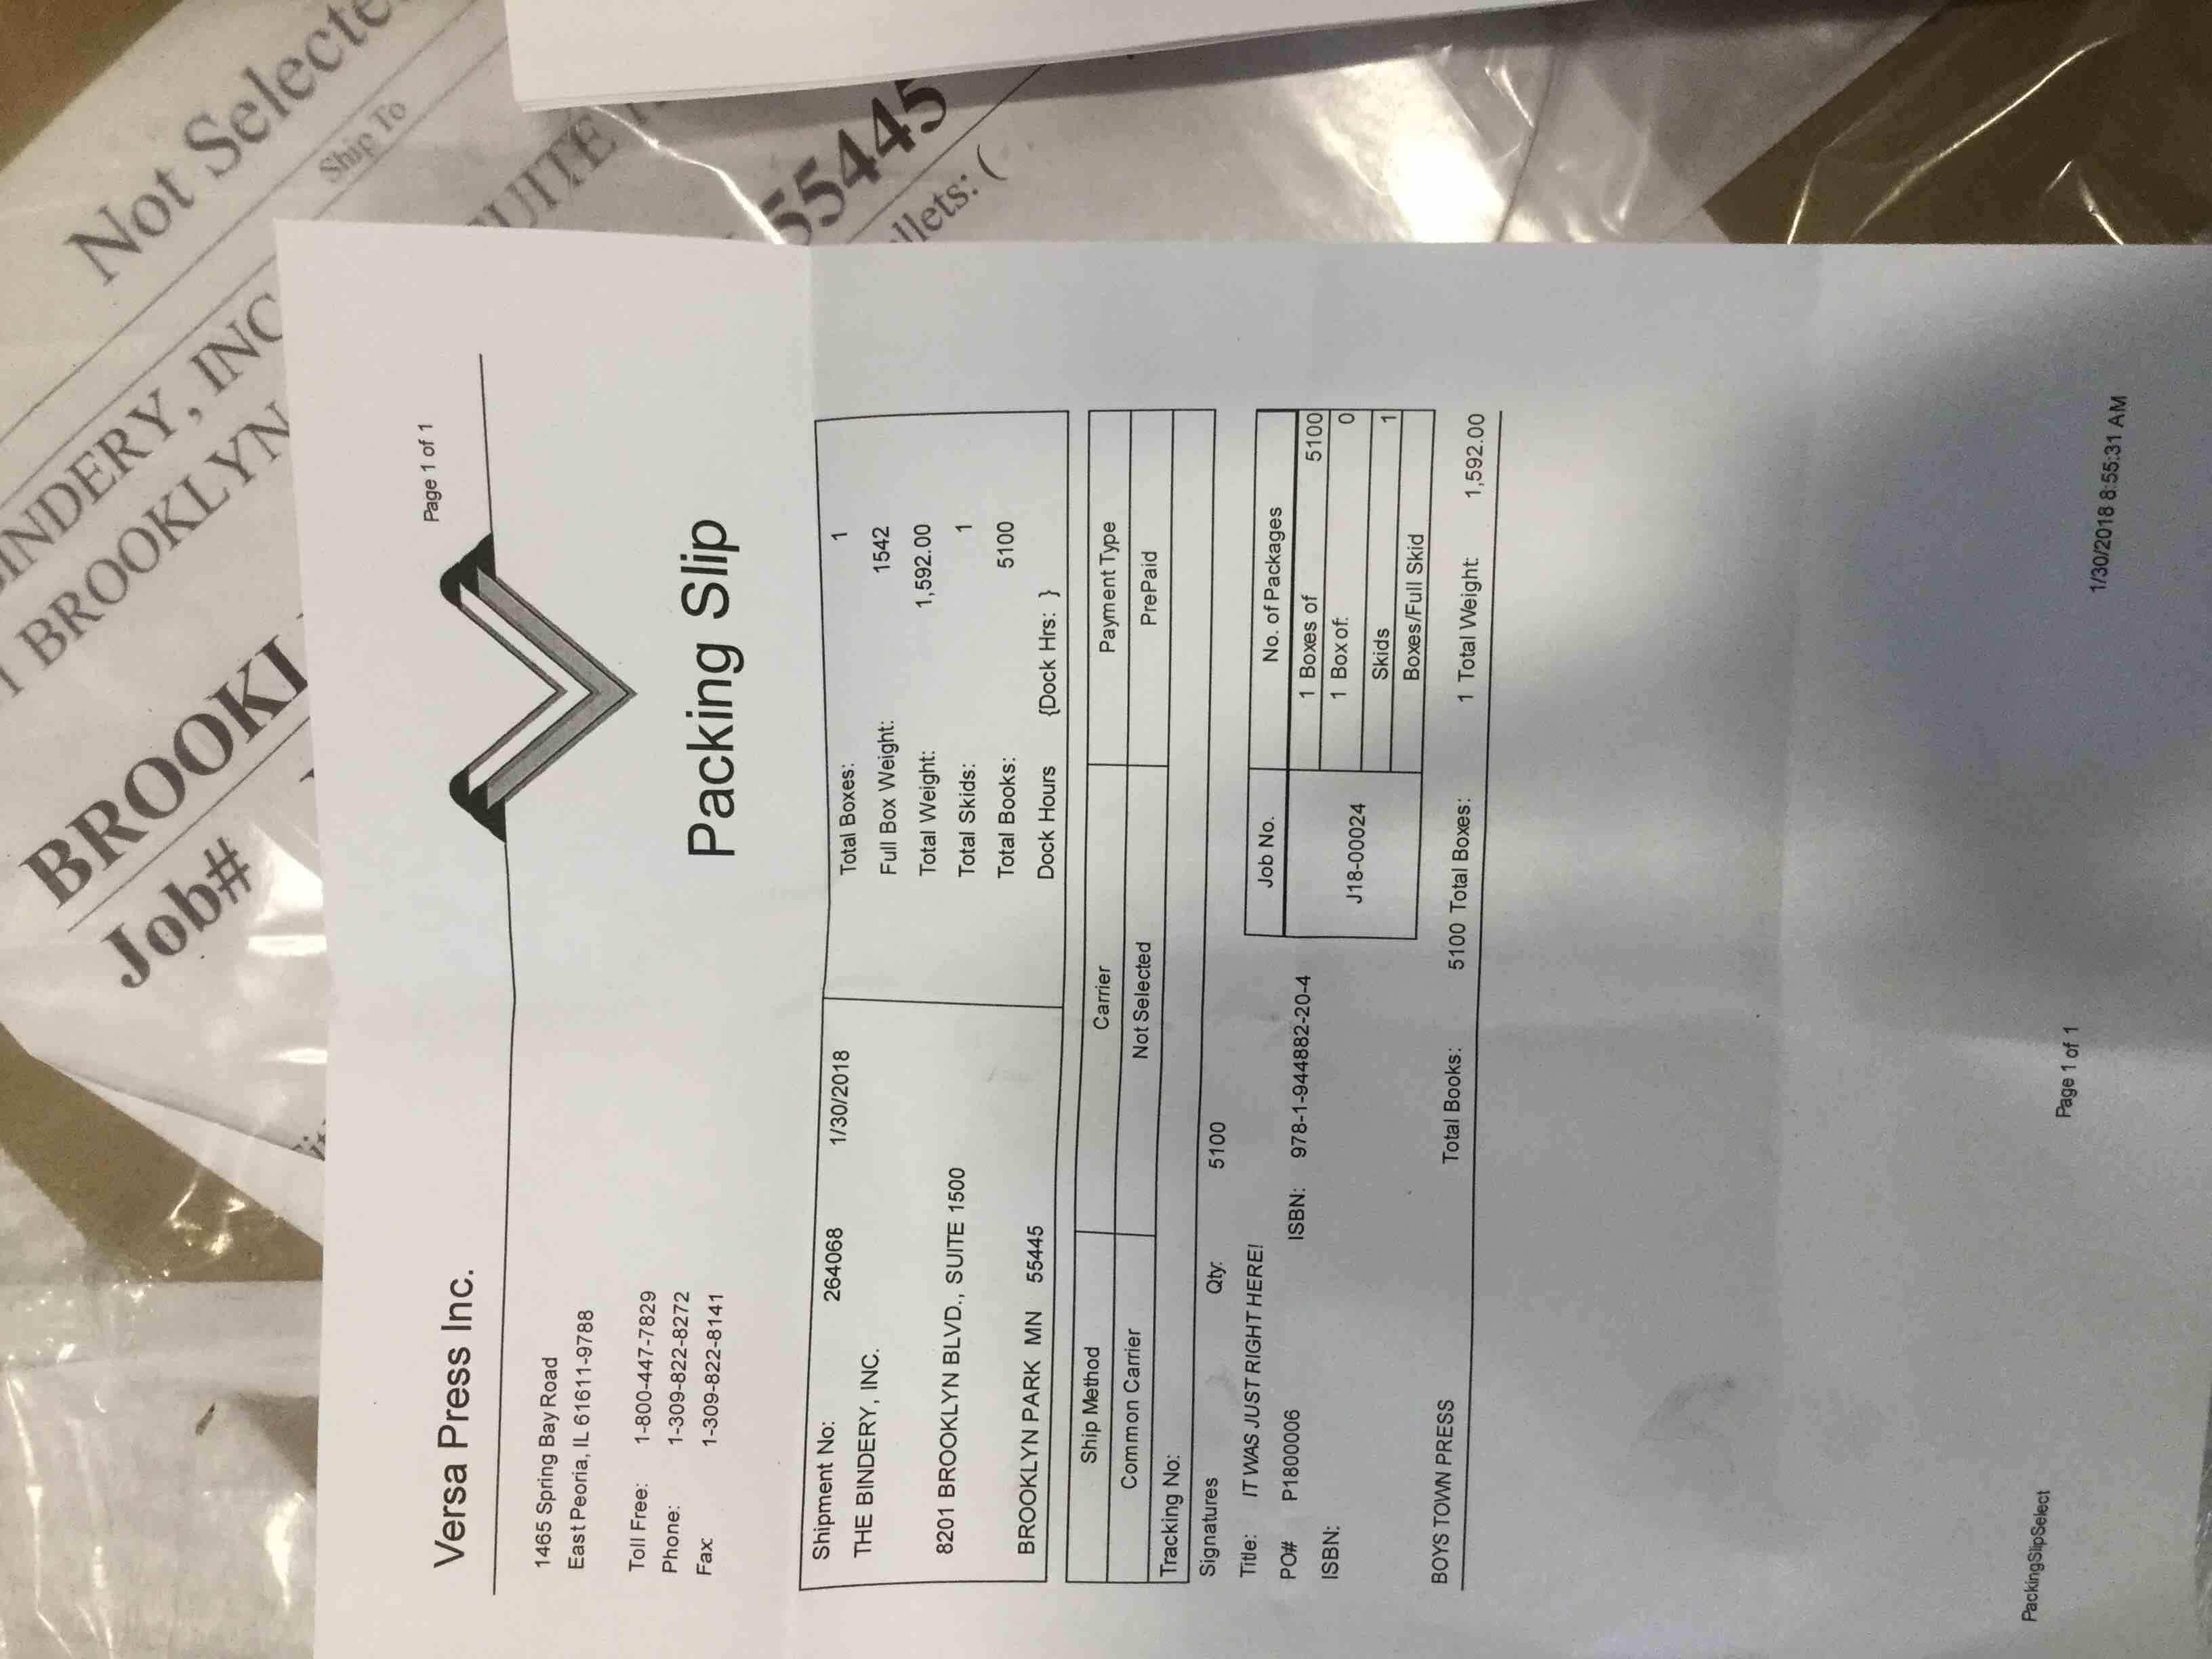 Not Selecte
Ship To
INDERY, INC
BROOKLYN
UITE
BROOKL
55445
Job#
llets: (
Page 1 of 1
Versa Press Inc.
1465 Spring Bay Road
East Peoria, IL 61611-9788
Toll Free: 1-800-447-7829
Phone: 1-309-822-8272
Fax: 1-309-822-8141
Packing Slip
Shipment No: 264068 1/30/2018 Total Boxes: 1
THE BINDERY, INC. Full Box Weight: 1542
Total Weight: 1,592.00
8201 BROOKLYN BLVD., SUITE 1500 Total Skids: 1
Total Books: 5100
BROOKLYN PARK MN 55445 Dock Hours {Dock Hrs: }
Ship Method Carrier Payment Type
Common Carrier Not Selected PrePaid
Tracking No:
Signatures Qty: 5100
Title: IT WAS JUST RIGHT HERE! Job No. No. of Packages
PO# P1800006 ISBN: 978-1-944882-20-4 1 Boxes of 5100
ISBN: 1 Box of: 0
J18-00024
Skids 1
Boxes/Full Skid
BOYS TOWN PRESS Total Books: 5100 Total Boxes: 1 Total Weight: 1,592.00
PackingSlipSelect Page 1 of 1 1/30/2018 8:55:31 AM